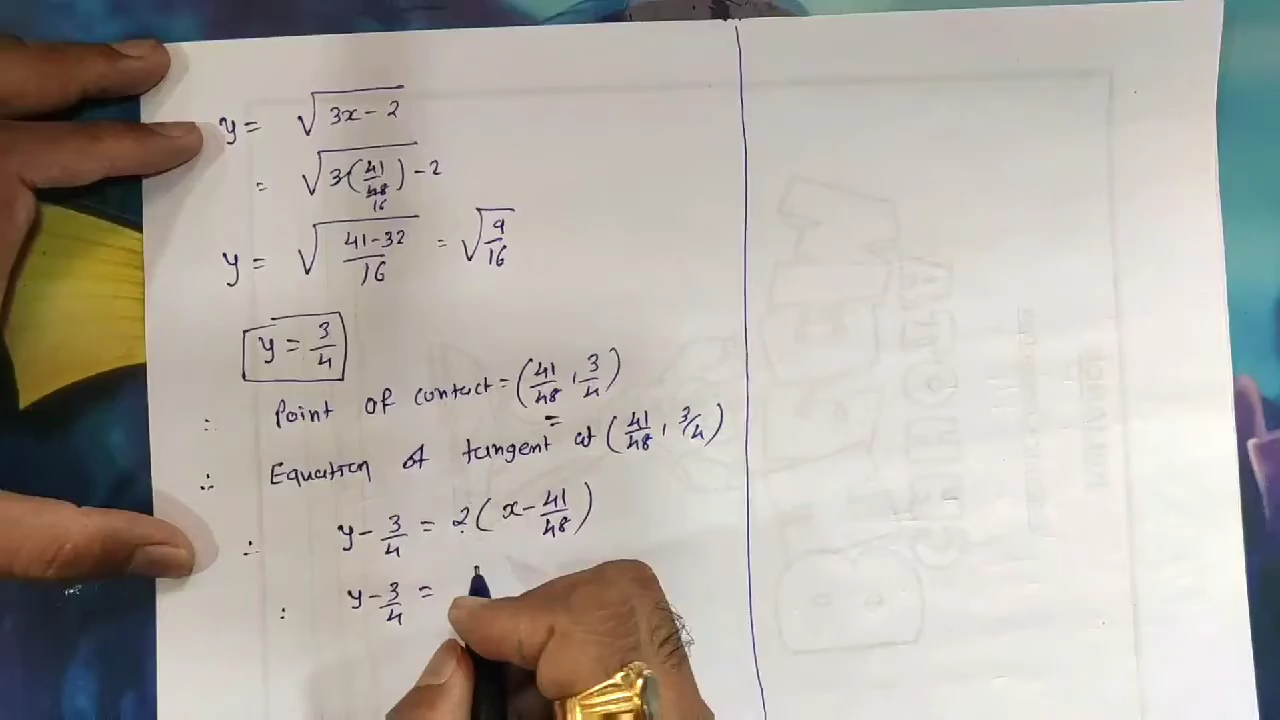 y = √(3x - 2)
= √(3(41/48) - 2
16
y = √((41-32)/16) = √(9/16)
y = 3/4
∴ Point of contact = (41/48, 3/4)
∴ Equation of tangent at (41/48, 3/4)
∴ y - 3/4 = 2(x - 41/48)
: y - 3/4 =